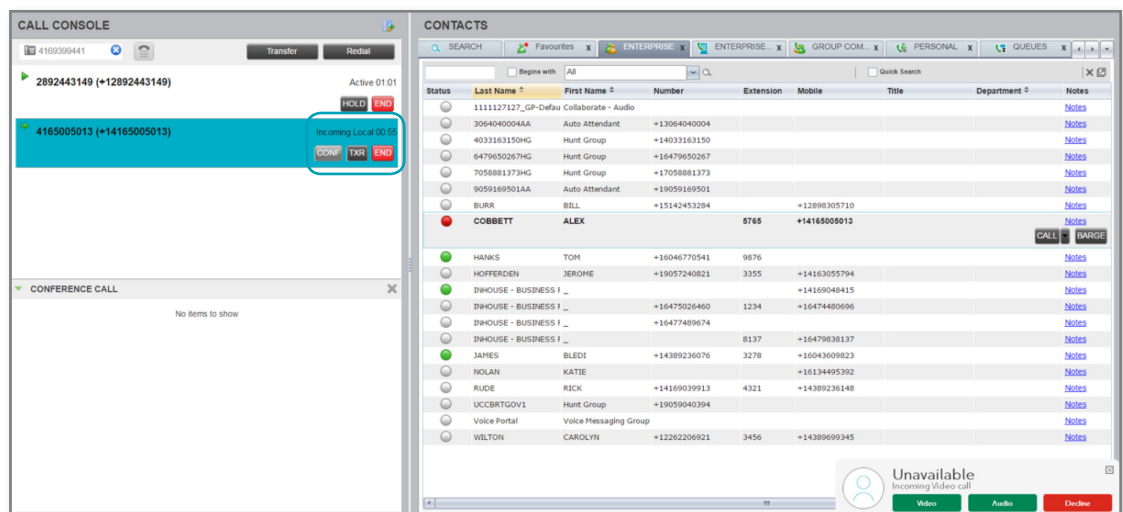 CALL CONSOLE
4169399441 Transfer Redial
2892443149 (+12892443149) Active 01:01
HOLD END
4165005013 (+14165005013) Incoming Local 00:55
CONF TXR END
CONFERENCE CALL
No items to show
CONTACTS
SEARCH Favourites x ENTERPRISE x ENTERPRISE... x GROUP COM... x PERSONAL x QUEUES x
Begins with All Quick Search
Status Last Name First Name Number Extension Mobile Title Department Notes
1111127127_GP-Defau Collaborate - Audio Notes
3064040004AA Auto Attendant +13064040004 Notes
4033163150HG Hunt Group +14033163150 Notes
6479650267HG Hunt Group +16479650267 Notes
7058881373HG Hunt Group +17058881373 Notes
9059169501AA Auto Attendant +19059169501 Notes
BURR BILL +15142453284 +12898305710 Notes
COBBETT ALEX 5765 +14165005013 Notes
CALL BARGE
HANKS TOM +16046770541 9876 Notes
HOFFERDEN JEROME +19057240821 3355 +14163055794 Notes
INHOUSE - BUSINESS F _ +14169048415 Notes
INHOUSE - BUSINESS F _ +16475026460 1234 +16474480696 Notes
INHOUSE - BUSINESS F _ +16477489674 Notes
INHOUSE - BUSINESS F _ 8137 +16479838137 Notes
JAMES BLEDI +14389236076 3278 +16043609823 Notes
NOLAN KATIE +16134495392 Notes
RUDE RICK +14169039913 4321 +14389236148 Notes
UCCBRTGOV1 Hunt Group +19059040394 Notes
Voice Portal Voice Messaging Group Notes
WILTON CAROLYN +12262206921 3456 +14389699345 Notes
Unavailable
Incoming Video call
Video Audio Decline